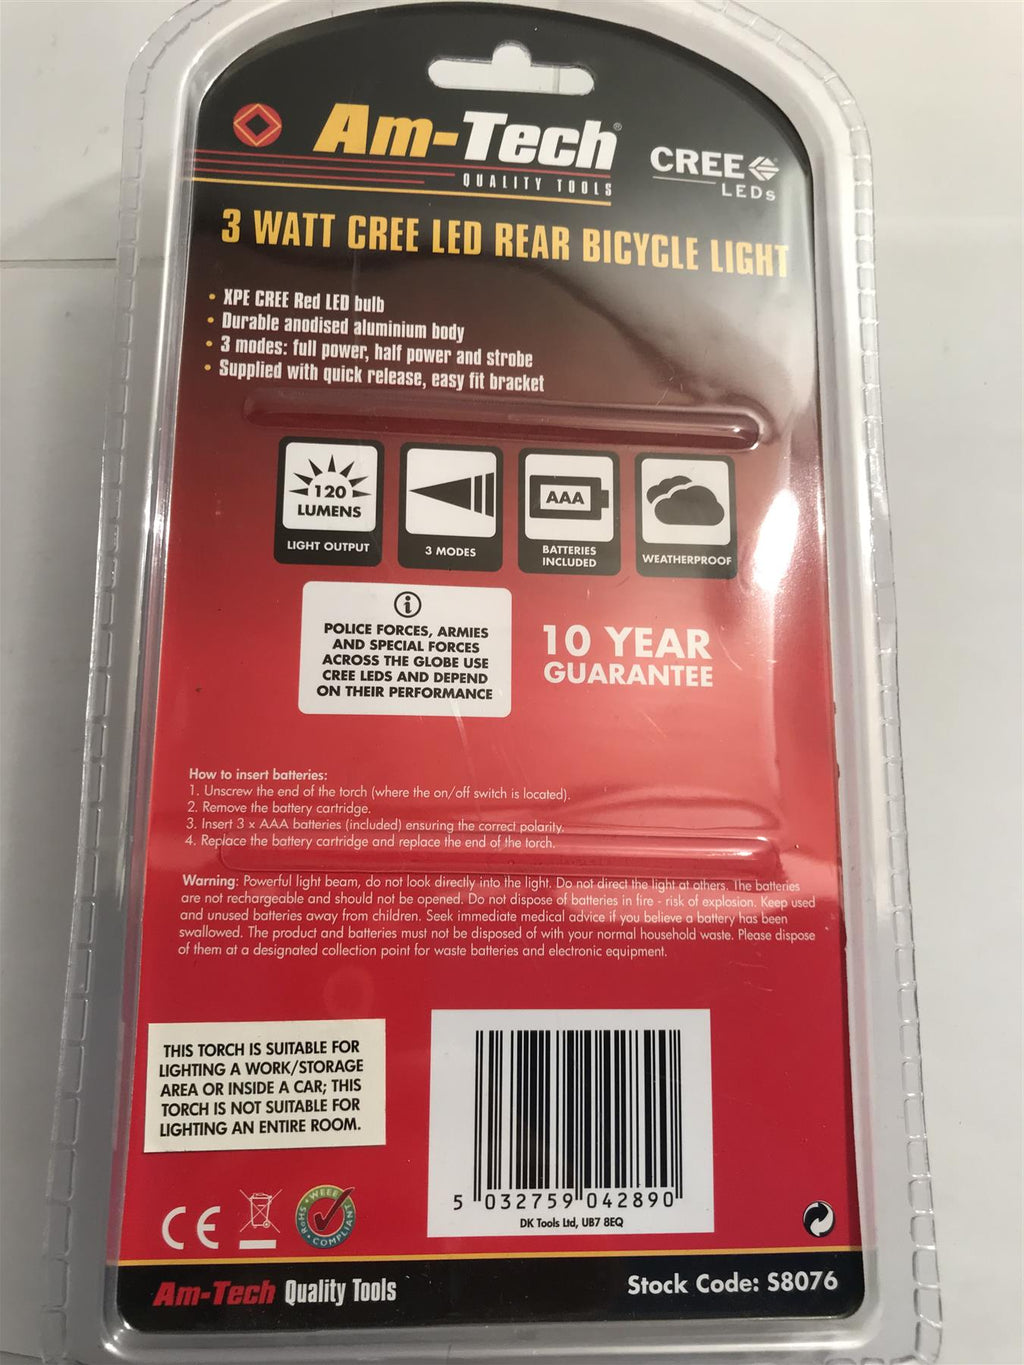 Am-Tech®
QUALITY TOOLS
CREE
LEDs
3 WATT CREE LED REAR BICYCLE LIGHT
• XPE CREE Red LED bulb
• Durable anodised aluminium body
• 3 modes: full power, half power and strobe
• Supplied with quick release, easy fit bracket
120
LUMENS
LIGHT OUTPUT
3 MODES
AAA
BATTERIES
INCLUDED
WEATHERPROOF
i
POLICE FORCES, ARMIES
AND SPECIAL FORCES
ACROSS THE GLOBE USE
CREE LEDS AND DEPEND
ON THEIR PERFORMANCE
10 YEAR
GUARANTEE
How to insert batteries:
1. Unscrew the end of the torch (where the on/off switch is located).
2. Remove the battery cartridge.
3. Insert 3 x AAA batteries (included) ensuring the correct polarity.
4. Replace the battery cartridge and replace the end of the torch.
Warning: Powerful light beam, do not look directly into the light. Do not direct the light at others. The batteries
are not rechargeable and should not be opened. Do not dispose of batteries in fire - risk of explosion. Keep used
and unused batteries away from children. Seek immediate medical advice if you believe a battery has been
swallowed. The product and batteries must not be disposed of with your normal household waste. Please dispose
of them at a designated collection point for waste batteries and electronic equipment.
THIS TORCH IS SUITABLE FOR
LIGHTING A WORK/STORAGE
AREA OR INSIDE A CAR; THIS
TORCH IS NOT SUITABLE FOR
LIGHTING AN ENTIRE ROOM.
5 032759 042890
DK Tools Ltd, UB7 8EQ
CE
WEEE
RoHS
COMPLIANT
Am-Tech Quality Tools
Stock Code: S8076